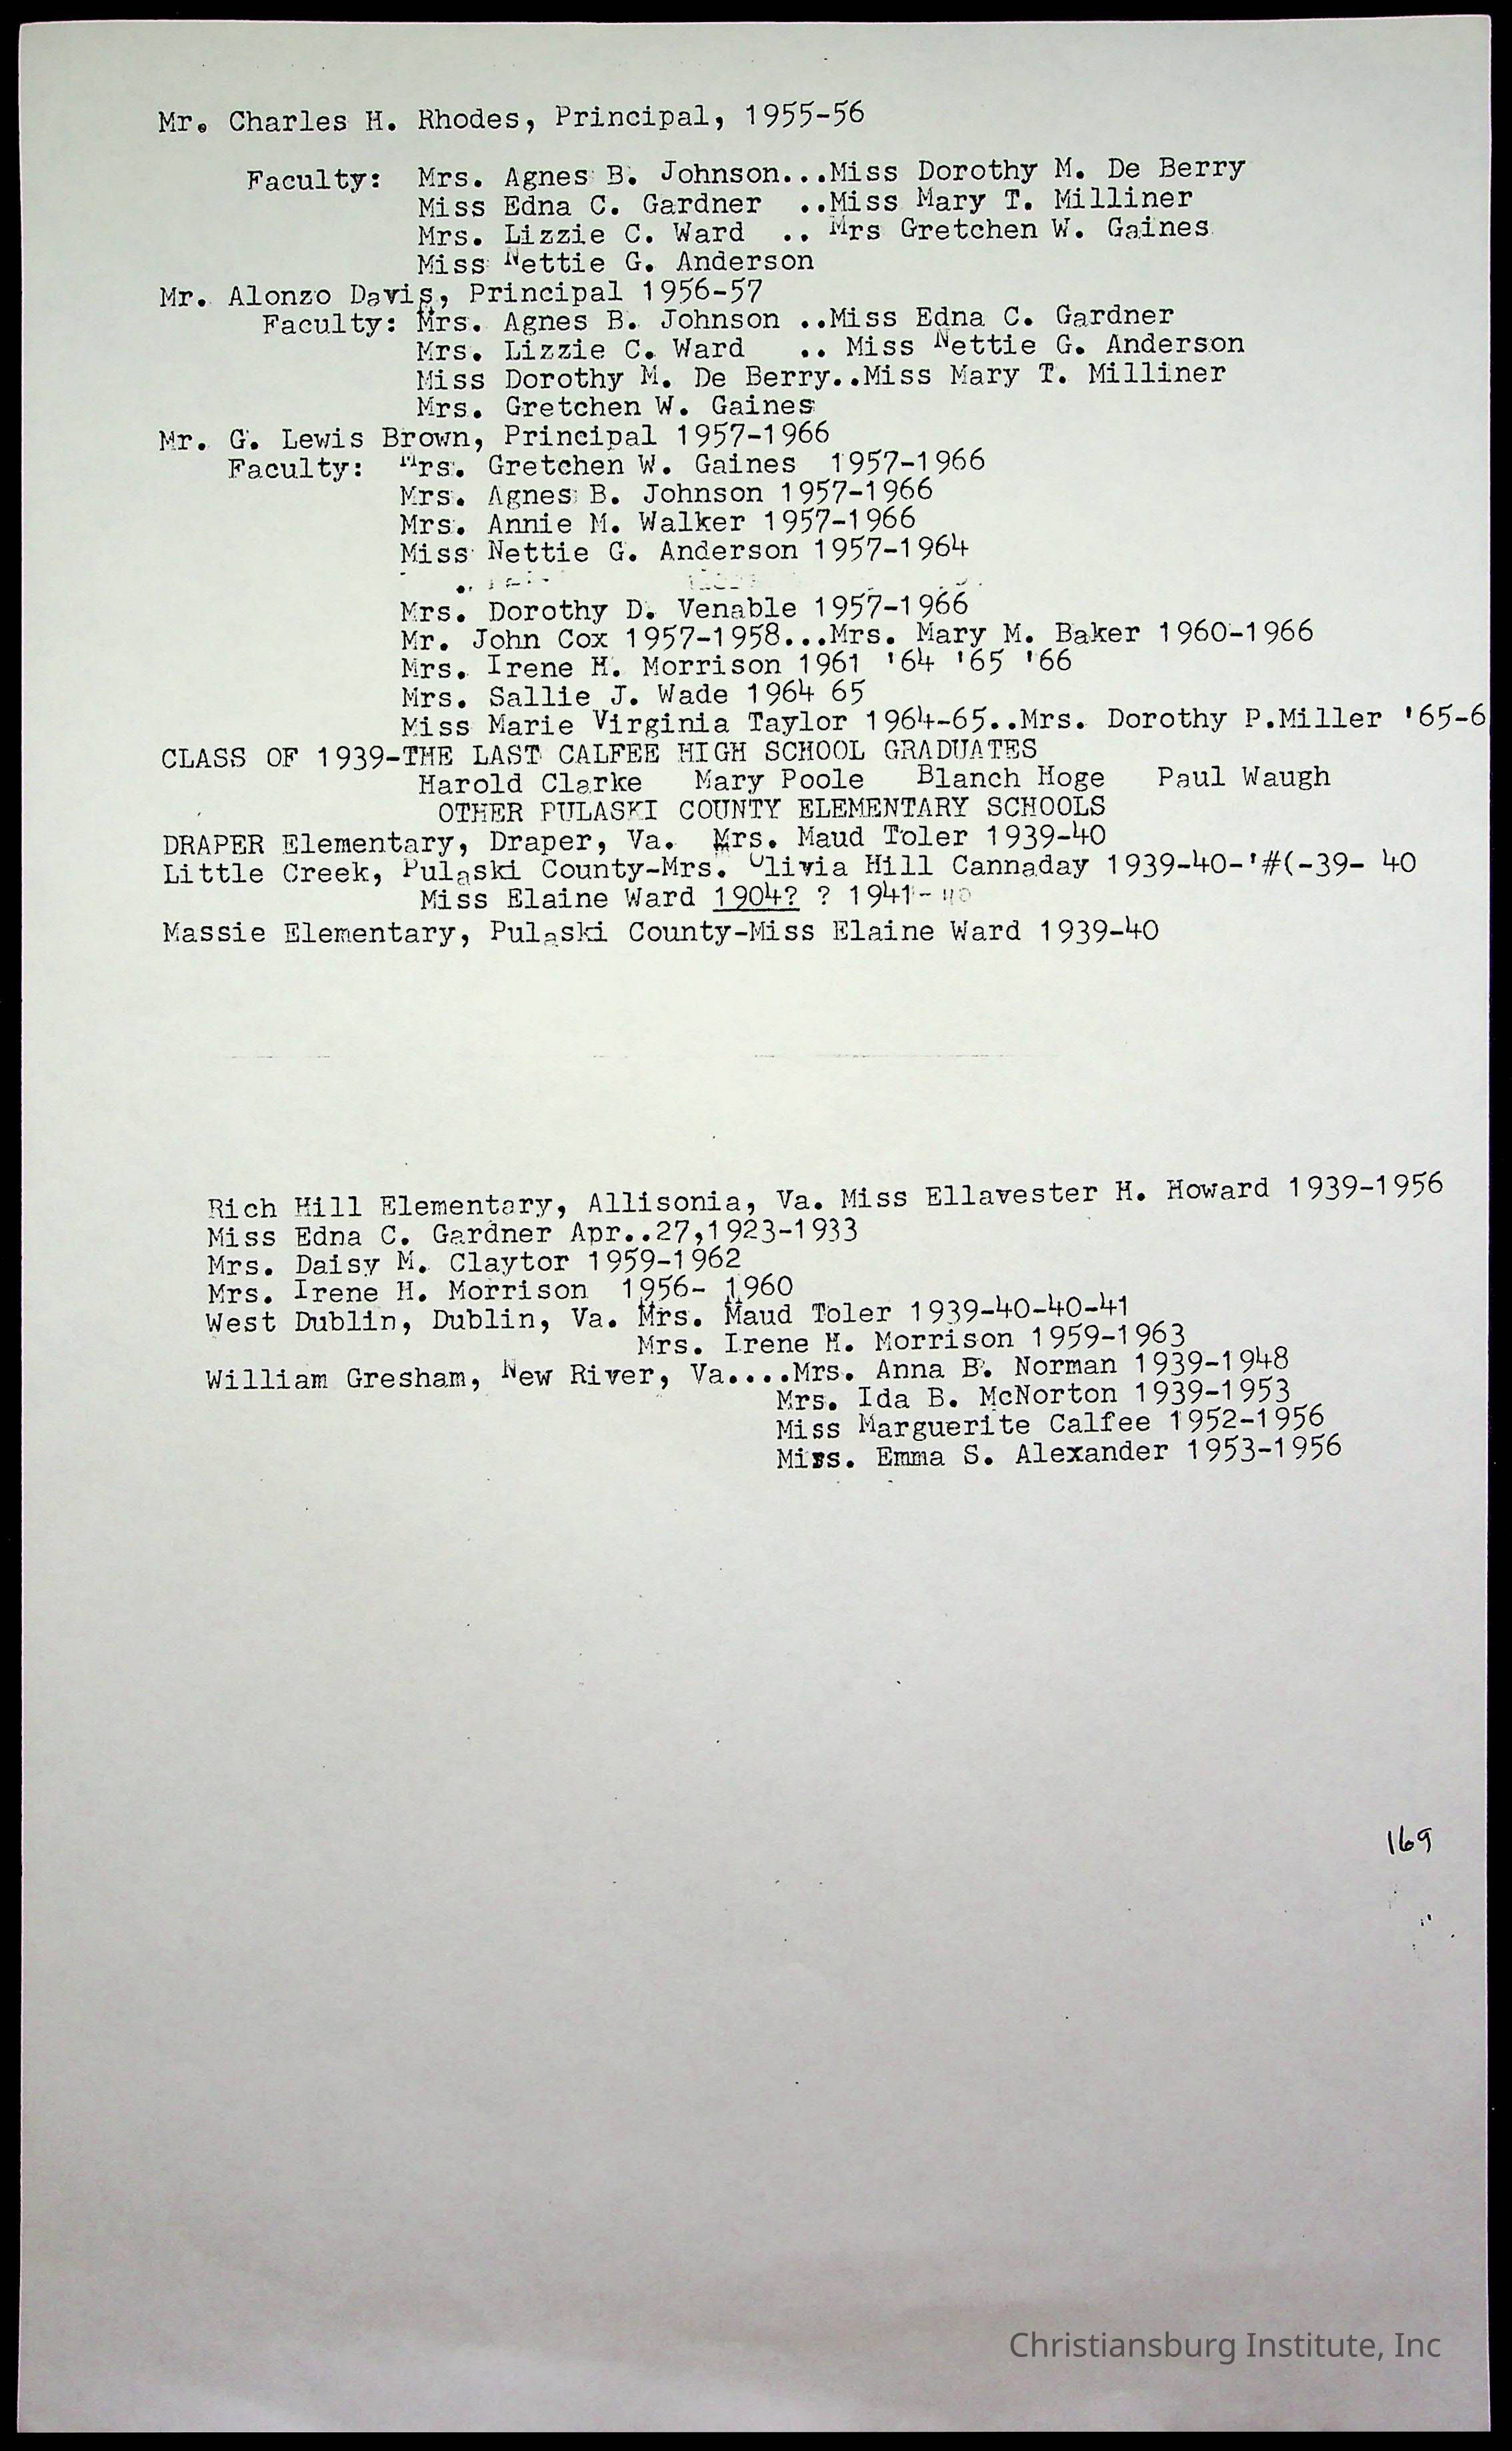 Mr. Charles H. Rhodes, Principal, 1955-56
Faculty: Mrs. Agnes B. Johnson...Miss Dorothy M. De Berry
Miss Edna C. Gardner ..Miss Mary T. Milliner
Mrs. Lizzie C. Ward .. Mrs Gretchen W. Gaines
Miss Nettie G. Anderson
Mr. Alonzo Davis, Principal 1956-57
Faculty: Mrs. Agnes B. Johnson ..Miss Edna C. Gardner
Mrs. Lizzie C. Ward .. Miss Nettie G. Anderson
Miss Dorothy M. De Berry..Miss Mary T. Milliner
Mrs. Gretchen W. Gaines
Mr. G. Lewis Brown, Principal 1957-1966
Faculty: Mrs. Gretchen W. Gaines 1957-1966
Mrs. Agnes B. Johnson 1957-1966
Mrs. Annie M. Walker 1957-1966
Miss Nettie G. Anderson 1957-1964
Mrs. Dorothy D. Venable 1957-1966
Mr. John Cox 1957-1958...Mrs. Mary M. Baker 1960-1966
Mrs. Irene H. Morrison 1961 '64 '65 '66
Mrs. Sallie J. Wade 1964 65
Miss Marie Virginia Taylor 1964-65..Mrs. Dorothy P.Miller '65-6
CLASS OF 1939-THE LAST CALFEE HIGH SCHOOL GRADUATES
Harold Clarke Mary Poole Blanch Hoge Paul Waugh
OTHER PULASKI COUNTY ELEMENTARY SCHOOLS
DRAPER Elementary, Draper, Va. Mrs. Maud Toler 1939-40
Little Creek, Pulaski County-Mrs. Olivia Hill Cannaday 1939-40-'#(-39- 40
Miss Elaine Ward 1904? ? 1941-40
Massie Elementary, Pulaski County-Miss Elaine Ward 1939-40
Rich Hill Elementary, Allisonia, Va. Miss Ellavester H. Howard 1939-1956
Miss Edna C. Gardner Apr..27,1923-1933
Mrs. Daisy M. Claytor 1959-1962
Mrs. Irene H. Morrison 1956- 1960
West Dublin, Dublin, Va. Mrs. Maud Toler 1939-40-40-41
Mrs. Irene H. Morrison 1959-1963
William Gresham, New River, Va....Mrs. Anna B. Norman 1939-1948
Mrs. Ida B. McNorton 1939-1953
Miss Marguerite Calfee 1952-1956
Miss. Emma S. Alexander 1953-1956
169
Christiansburg Institute, Inc